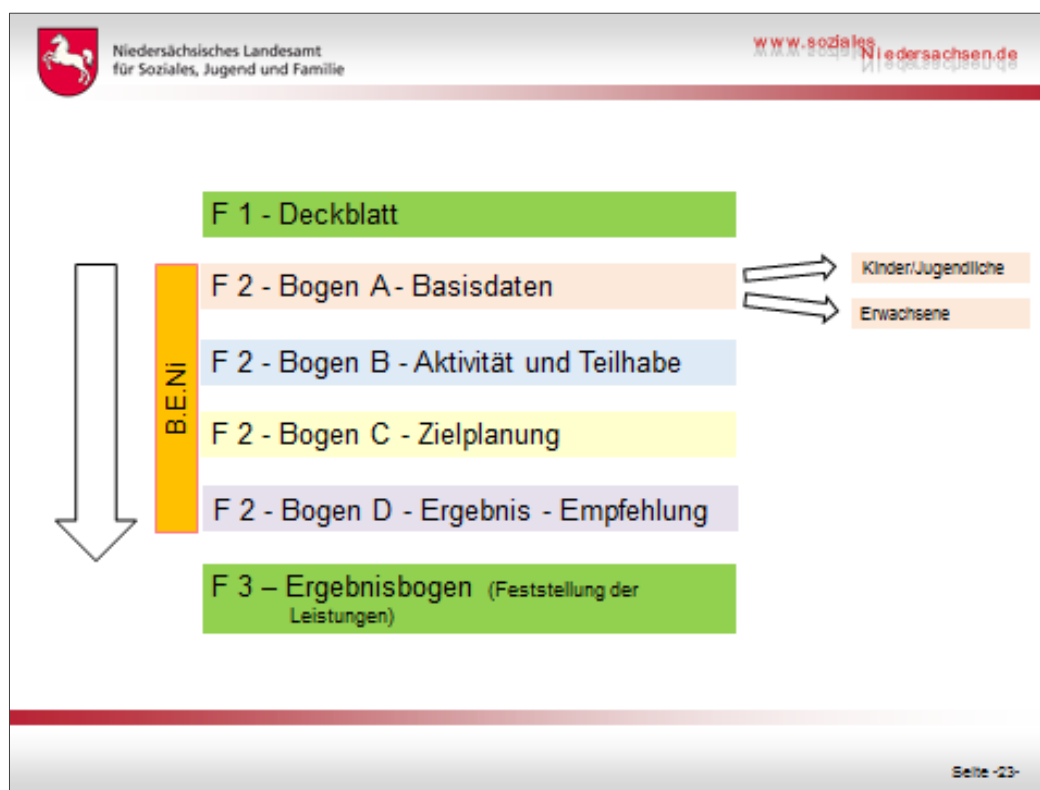 Niedersächsisches Landesamt
für Soziales, Jugend und Familie
www.soziales
Niedersachsen.de
F 1 - Deckblatt
B.E.Ni
F 2 - Bogen A - Basisdaten
Kinder/Jugendliche
Erwachsene
F 2 - Bogen B - Aktivität und Teilhabe
F 2 - Bogen C - Zielplanung
F 2 - Bogen D - Ergebnis - Empfehlung
F 3 – Ergebnisbogen (Feststellung der
Leistungen)
Seite -23-